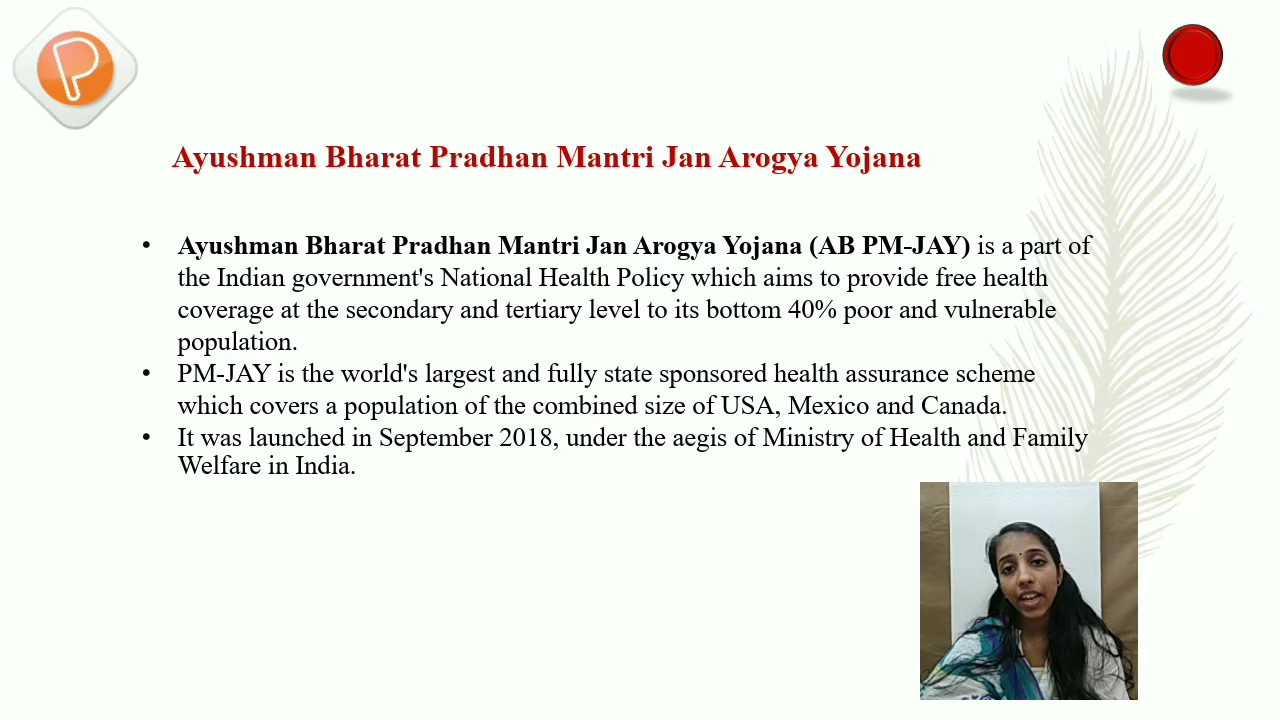 Ayushman Bharat Pradhan Mantri Jan Arogya Yojana
• Ayushman Bharat Pradhan Mantri Jan Arogya Yojana (AB PM-JAY) is a part of
the Indian government's National Health Policy which aims to provide free health
coverage at the secondary and tertiary level to its bottom 40% poor and vulnerable
population.
• PM-JAY is the world's largest and fully state sponsored health assurance scheme
which covers a population of the combined size of USA, Mexico and Canada.
• It was launched in September 2018, under the aegis of Ministry of Health and Family
Welfare in India.